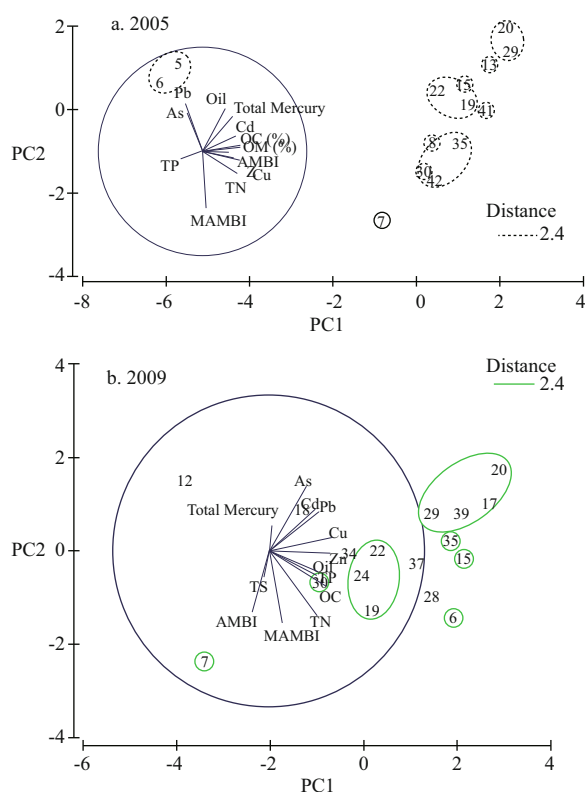 a. 2005
2
0
PC2
-2
-4
20
29
13
5
6
Pb
As
Oil
Total Mercury
Cd
OC (%)
OM (%)
AMBI
Z
Cu
TP
TN
MAMBI
22
15
19
41
8
35
30
42
7
Distance
2.4
-8
-6
-4
-2
0
2
4
PC1
b. 2009
4
2
PC2
0
-2
-4
Distance
2.4
12
As
Total Mercury
Cd
18
Pb
Cu
34
22
Zn
Oil
TP
30
24
OC
19
TS
AMBI
MAMBI
TN
7
20
17
29
39
35
15
37
28
6
-6
-4
-2
0
2
4
PC1